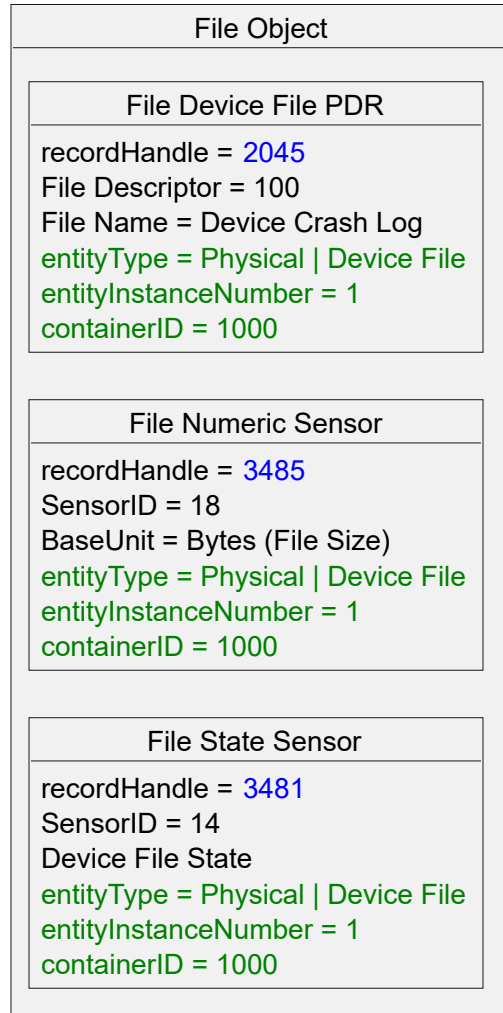 File Object
File Device File PDR
recordHandle = 2045
File Descriptor = 100
File Name = Device Crash Log
entityType = Physical | Device File
entityInstanceNumber = 1
containerID = 1000
File Numeric Sensor
recordHandle = 3485
SensorID = 18
BaseUnit = Bytes (File Size)
entityType = Physical | Device File
entityInstanceNumber = 1
containerID = 1000
File State Sensor
recordHandle = 3481
SensorID = 14
Device File State
entityType = Physical | Device File
entityInstanceNumber = 1
containerID = 1000